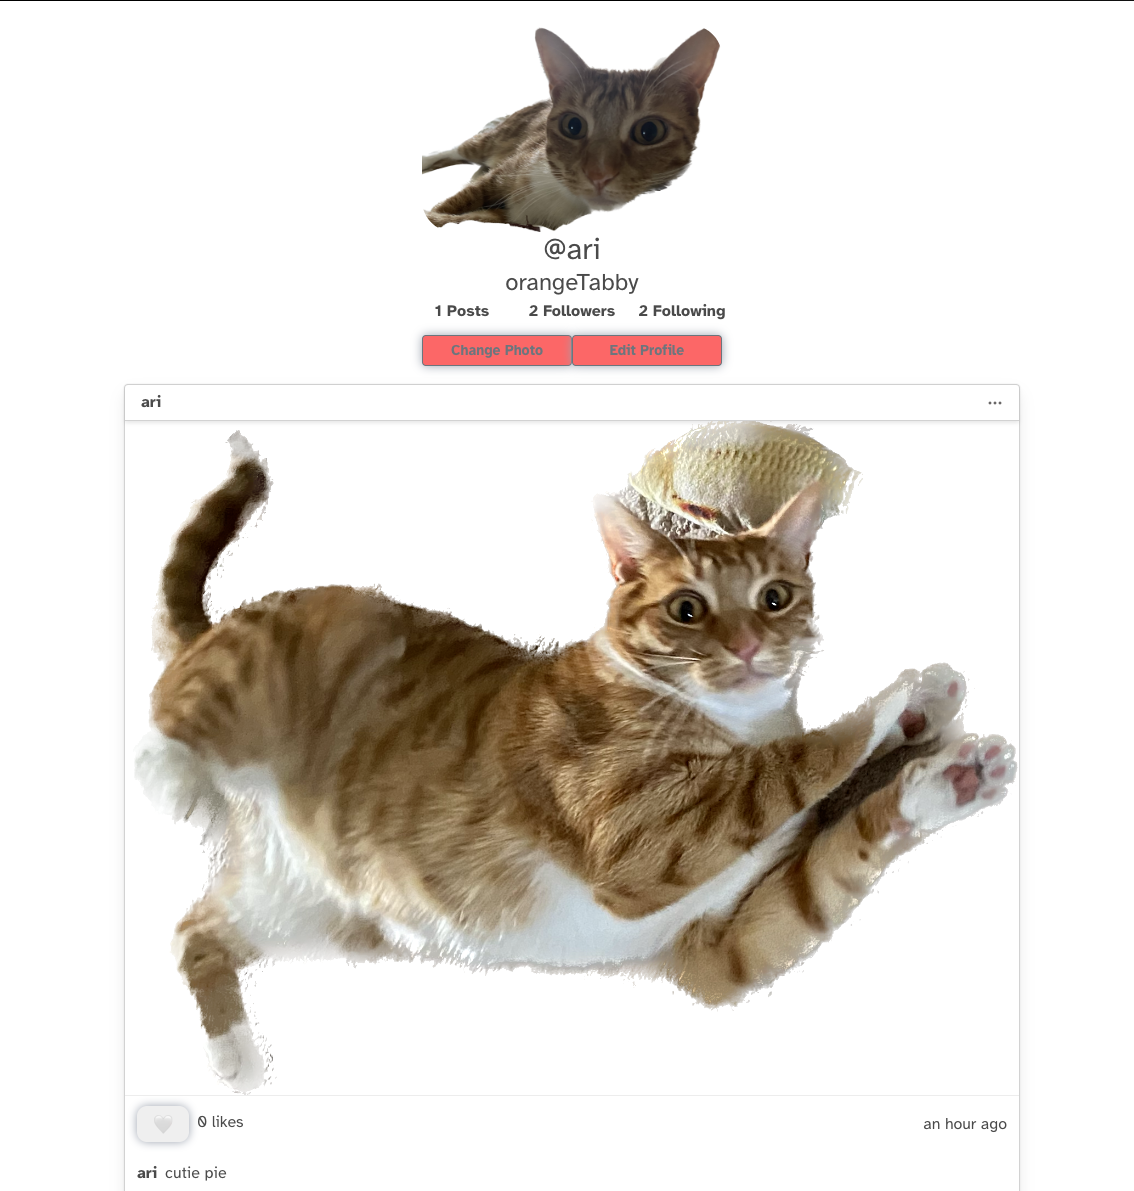 @ari
orangeTabby
1 Posts 2 Followers 2 Following
Change Photo Edit Profile
ari ...
0 likes an hour ago
ari cutie pie